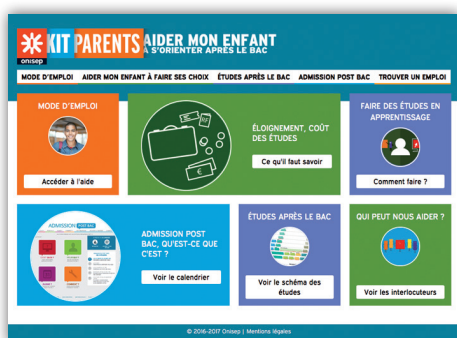 onisep
KIT PARENTS AIDER MON ENFANT
À S'ORIENTER APRÈS LE BAC
MODE D'EMPLOI AIDER MON ENFANT À FAIRE SES CHOIX ÉTUDES APRÈS LE BAC ADMISSION POST BAC TROUVER UN EMPLOI
MODE D'EMPLOI
Accéder à l'aide
ÉLOIGNEMENT, COÛT
DES ÉTUDES
Ce qu'il faut savoir
FAIRE DES ÉTUDES EN
APPRENTISSAGE
Comment faire ?
ADMISSION POST BAC
ADMISSION POST
BAC, QU'EST-CE QUE
C'EST ?
Voir le calendrier
ÉTUDES APRÈS LE BAC
Voir le schéma des
études
QUI PEUT NOUS AIDER ?
Voir les interlocuteurs
© 2016-2017 Onisep | Mentions légales